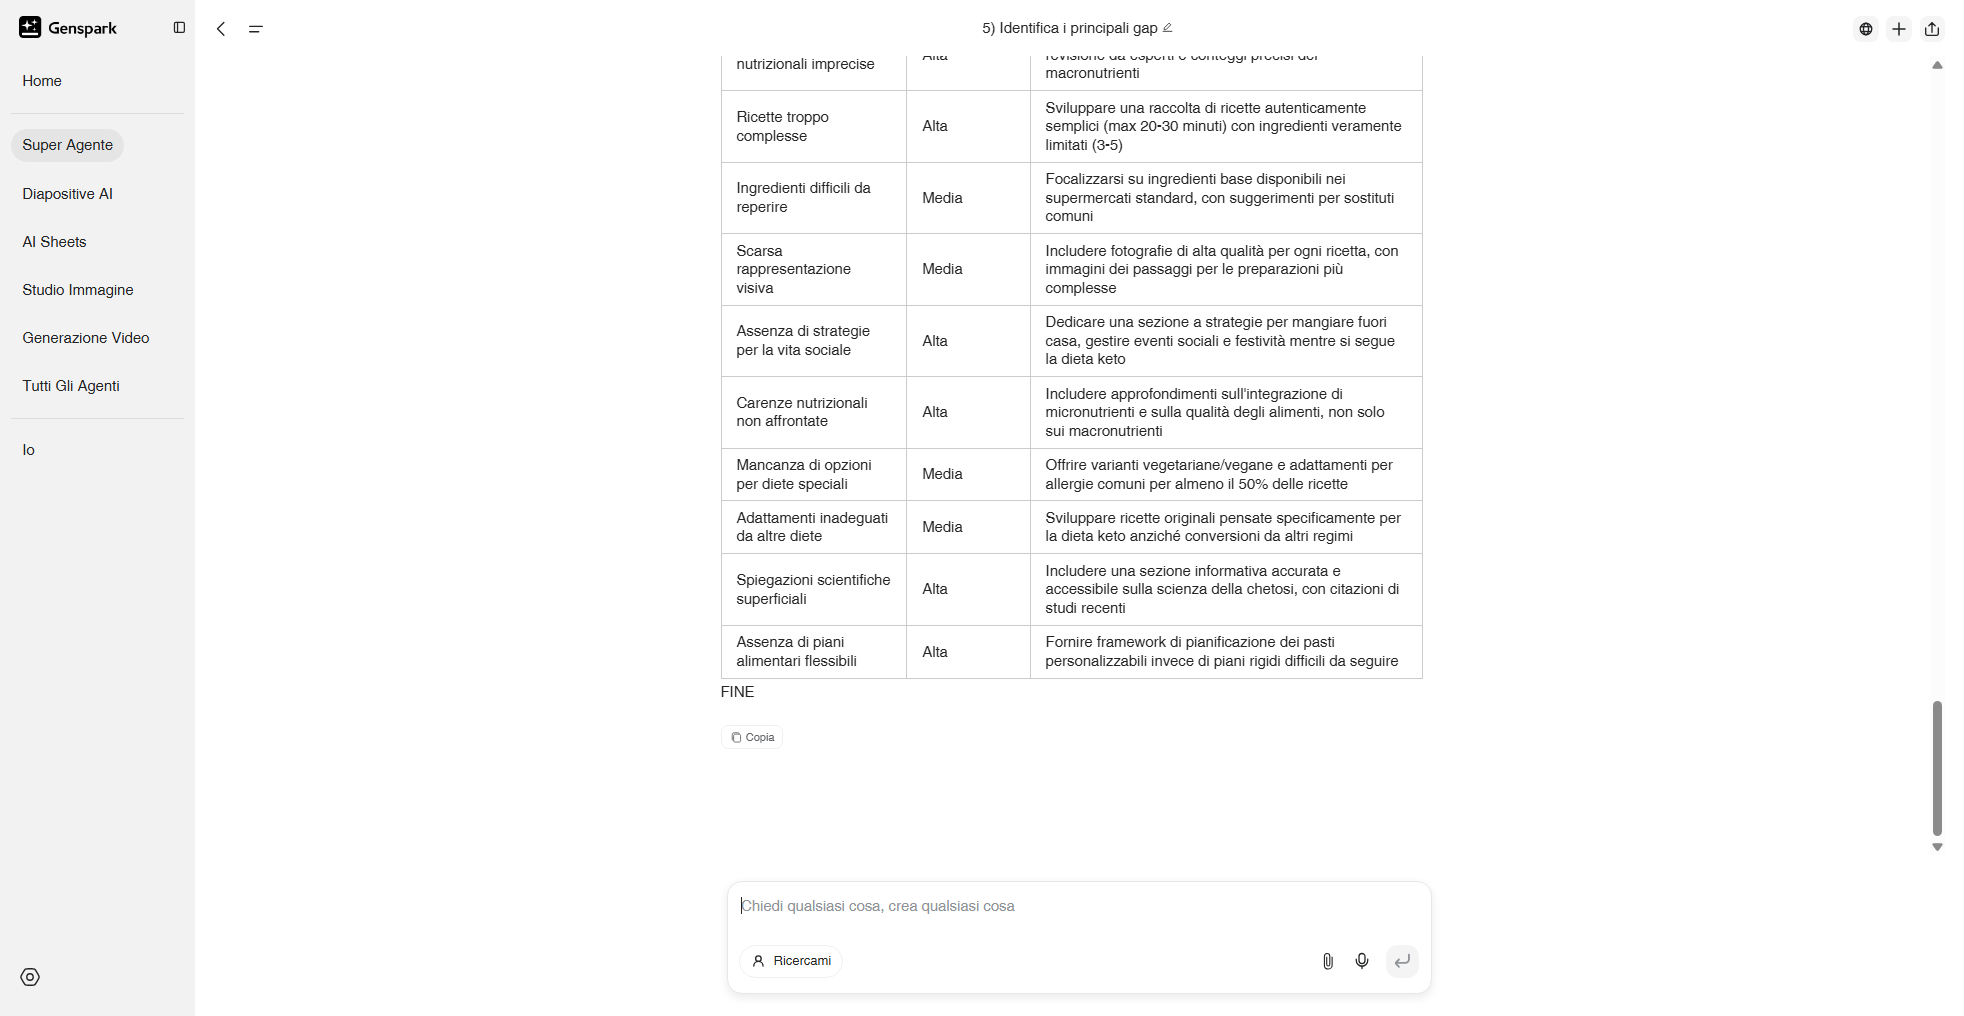 Genspark
Home
Super Agente
Diapositive AI
AI Sheets
Studio Immagine
Generazione Video
Tutti Gli Agenti
Io
5) Identifica i principali gap
nutrizionali imprecise
Alta
revisione da esperti e conteggi precisi dei
macronutrienti
Ricette troppo
complesse
Alta
Sviluppare una raccolta di ricette autenticamente
semplici (max 20-30 minuti) con ingredienti veramente
limitati (3-5)
Ingredienti difficili da
reperire
Media
Focalizzarsi su ingredienti base disponibili nei
supermercati standard, con suggerimenti per sostituti
comuni
Scarsa
rappresentazione
visiva
Media
Includere fotografie di alta qualità per ogni ricetta, con
immagini dei passaggi per le preparazioni più
complesse
Assenza di strategie
per la vita sociale
Alta
Dedicare una sezione a strategie per mangiare fuori
casa, gestire eventi sociali e festività mentre si segue
la dieta keto
Carenze nutrizionali
non affrontate
Alta
Includere approfondimenti sull'integrazione di
micronutrienti e sulla qualità degli alimenti, non solo
sui macronutrienti
Mancanza di opzioni
per diete speciali
Media
Offrire varianti vegetariane/vegane e adattamenti per
allergie comuni per almeno il 50% delle ricette
Adattamenti inadeguati
da altre diete
Media
Sviluppare ricette originali pensate specificamente per
la dieta keto anziché conversioni da altri regimi
Spiegazioni scientifiche
superficiali
Alta
Includere una sezione informativa accurata e
accessibile sulla scienza della chetosi, con citazioni di
studi recenti
Assenza di piani
alimentari flessibili
Alta
Fornire framework di pianificazione dei pasti
personalizzabili invece di piani rigidi difficili da seguire
FINE
Copia
Chiedi qualsiasi cosa, crea qualsiasi cosa
Ricercami